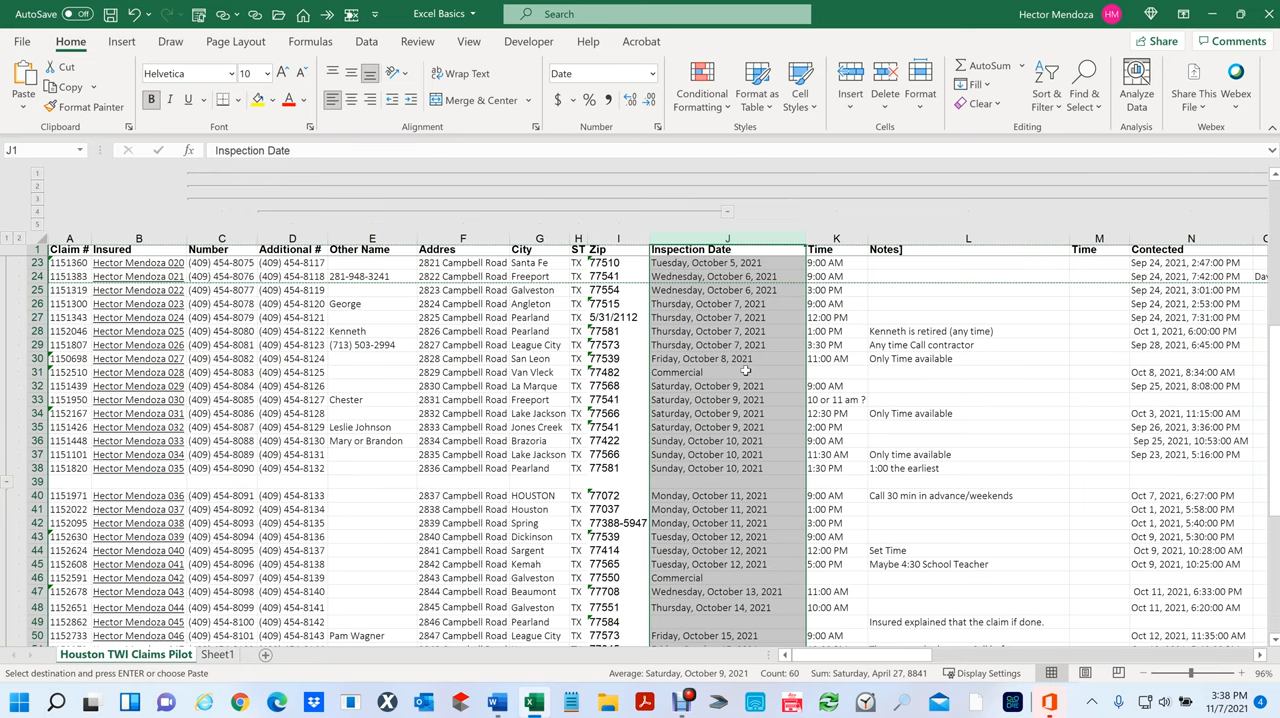 AutoSave Off Excel Basics Search Hector Mendoza HM
File Home Insert Draw Page Layout Formulas Data Review View Developer Help Acrobat Share Comments
Paste Cut Copy Format Painter Helvetica 10 B I U Wrap Text Merge & Center Date $ % Conditional Formatting Format as Table Cell Styles Insert Delete Format AutoSum Fill Clear Sort & Filter Find & Select Analyze Data Share This File Webex
Clipboard Font Alignment Number Styles Cells Editing Analysis Webex
J1 fx Inspection Date
1
2
3
4
5
1 2 A B C D E F G H I J K L M N
1 Claim # Insured Number Additional # Other Name Addres City ST Zip Inspection Date Time Notes] Time Contected
23 1151360 Hector Mendoza 020 (409) 454-8075 (409) 454-8117 2821 Campbell Road Santa Fe TX 77510 Tuesday, October 5, 2021 9:00 AM Sep 24, 2021, 2:47:00 PM
24 1151383 Hector Mendoza 021 (409) 454-8076 (409) 454-8118 281-948-3241 2822 Campbell Road Freeport TX 77541 Wednesday, October 6, 2021 9:00 AM Sep 24, 2021, 7:42:00 PM
25 1151319 Hector Mendoza 022 (409) 454-8077 (409) 454-8119 2823 Campbell Road Galveston TX 77554 Wednesday, October 6, 2021 3:00 PM Sep 24, 2021, 3:01:00 PM
26 1151300 Hector Mendoza 023 (409) 454-8078 (409) 454-8120 George 2824 Campbell Road Angleton TX 77515 Thursday, October 7, 2021 9:00 AM Sep 24, 2021, 2:53:00 PM
27 1151343 Hector Mendoza 024 (409) 454-8079 (409) 454-8121 2825 Campbell Road Pearland TX 5/31/2112 Thursday, October 7, 2021 12:00 PM Sep 24, 2021, 7:31:00 PM
28 1152046 Hector Mendoza 025 (409) 454-8080 (409) 454-8122 Kenneth 2826 Campbell Road Pearland TX 77581 Thursday, October 7, 2021 1:00 PM Kenneth is retired (any time) Oct 1, 2021, 6:00:00 PM
29 1151807 Hector Mendoza 026 (409) 454-8081 (409) 454-8123 (713) 503-2994 2827 Campbell Road League City TX 77573 Thursday, October 7, 2021 3:30 PM Any time Call contractor Sep 28, 2021, 6:45:00 PM
30 1150698 Hector Mendoza 027 (409) 454-8082 (409) 454-8124 2828 Campbell Road San Leon TX 77539 Friday, October 8, 2021 11:00 AM Only Time available
31 1152510 Hector Mendoza 028 (409) 454-8083 (409) 454-8125 2829 Campbell Road Van Vleck TX 77482 Commercial Oct 8, 2021, 8:34:00 AM
32 1151439 Hector Mendoza 029 (409) 454-8084 (409) 454-8126 2830 Campbell Road La Marque TX 77568 Saturday, October 9, 2021 9:00 AM Sep 25, 2021, 8:08:00 PM
33 1151950 Hector Mendoza 030 (409) 454-8085 (409) 454-8127 Chester 2831 Campbell Road Freeport TX 77541 Saturday, October 9, 2021 10 or 11 am ?
34 1152167 Hector Mendoza 031 (409) 454-8086 (409) 454-8128 2832 Campbell Road Lake Jackson TX 77566 Saturday, October 9, 2021 12:30 PM Only Time available Oct 3, 2021, 11:15:00 AM
35 1151426 Hector Mendoza 032 (409) 454-8087 (409) 454-8129 Leslie Johnson 2833 Campbell Road Jones Creek TX 77541 Saturday, October 9, 2021 2:00 PM Sep 26, 2021, 3:36:00 PM
36 1151448 Hector Mendoza 033 (409) 454-8088 (409) 454-8130 Mary or Brandon 2834 Campbell Road Brazoria TX 77422 Sunday, October 10, 2021 9:00 AM Sep 25, 2021, 10:53:00 AM
37 1151101 Hector Mendoza 034 (409) 454-8089 (409) 454-8131 2835 Campbell Road Lake Jackson TX 77566 Sunday, October 10, 2021 11:30 AM Only time available Sep 23, 2021, 5:16:00 PM
38 1151820 Hector Mendoza 035 (409) 454-8090 (409) 454-8132 2836 Campbell Road Pearland TX 77581 Sunday, October 10, 2021 1:30 PM 1:00 the earliest
39
40 1151971 Hector Mendoza 036 (409) 454-8091 (409) 454-8133 2837 Campbell Road HOUSTON TX 77072 Monday, October 11, 2021 9:00 AM Call 30 min in advance/weekends Oct 7, 2021, 6:27:00 PM
41 1152022 Hector Mendoza 037 (409) 454-8092 (409) 454-8134 2838 Campbell Road Houston TX 77037 Monday, October 11, 2021 1:00 PM Oct 1, 2021, 5:58:00 PM
42 1152095 Hector Mendoza 038 (409) 454-8093 (409) 454-8135 2839 Campbell Road Spring TX 77388-5947 Monday, October 11, 2021 3:00 PM Oct 1, 2021, 5:40:00 PM
43 1152630 Hector Mendoza 039 (409) 454-8094 (409) 454-8136 2840 Campbell Road Dickinson TX 77539 Tuesday, October 12, 2021 9:00 AM Oct 9, 2021, 5:30:00 PM
44 1152594 Hector Mendoza 040 (409) 454-8095 (409) 454-8137 2841 Campbell Road Sargent TX 77414 Tuesday, October 12, 2021 12:00 PM Set Time Oct 9, 2021, 10:28:00 AM
45 1152608 Hector Mendoza 041 (409) 454-8096 (409) 454-8138 2842 Campbell Road Kemah TX 77565 Tuesday, October 12, 2021 5:00 PM Maybe 4:30 School Teacher Oct 9, 2021, 10:25:00 AM
46 1152591 Hector Mendoza 042 (409) 454-8097 (409) 454-8139 2843 Campbell Road Galveston TX 77550 Commercial
47 1152708 Hector Mendoza 043 (409) 454-8098 (409) 454-8140 2844 Campbell Road Beaumont TX 77708 Wednesday, October 13, 2021 11:00 AM Oct 11, 2021, 6:33:00 PM
48 1152651 Hector Mendoza 044 (409) 454-8099 (409) 454-8141 2845 Campbell Road Galveston TX 77551 Thursday, October 14, 2021 10:00 AM Oct 11, 2021, 6:20:00 AM
49 1152862 Hector Mendoza 045 (409) 454-8100 (409) 454-8142 2846 Campbell Road Pearland TX 77584 Insured explained that the claim if done.
50 1152733 Hector Mendoza 046 (409) 454-8101 (409) 454-8143 Pam Wagner 2847 Campbell Road League City TX 77573 Friday, October 15, 2021 9:00 AM Oct 12, 2021, 11:35:00 AM
Houston TWI Claims Pilot Sheet1
Select destination and press ENTER or choose Paste Average: Saturday, October 9, 2021 Count: 60 Sum: Saturday, April 27, 8841 Display Settings 96%
3:38 PM
11/7/2021